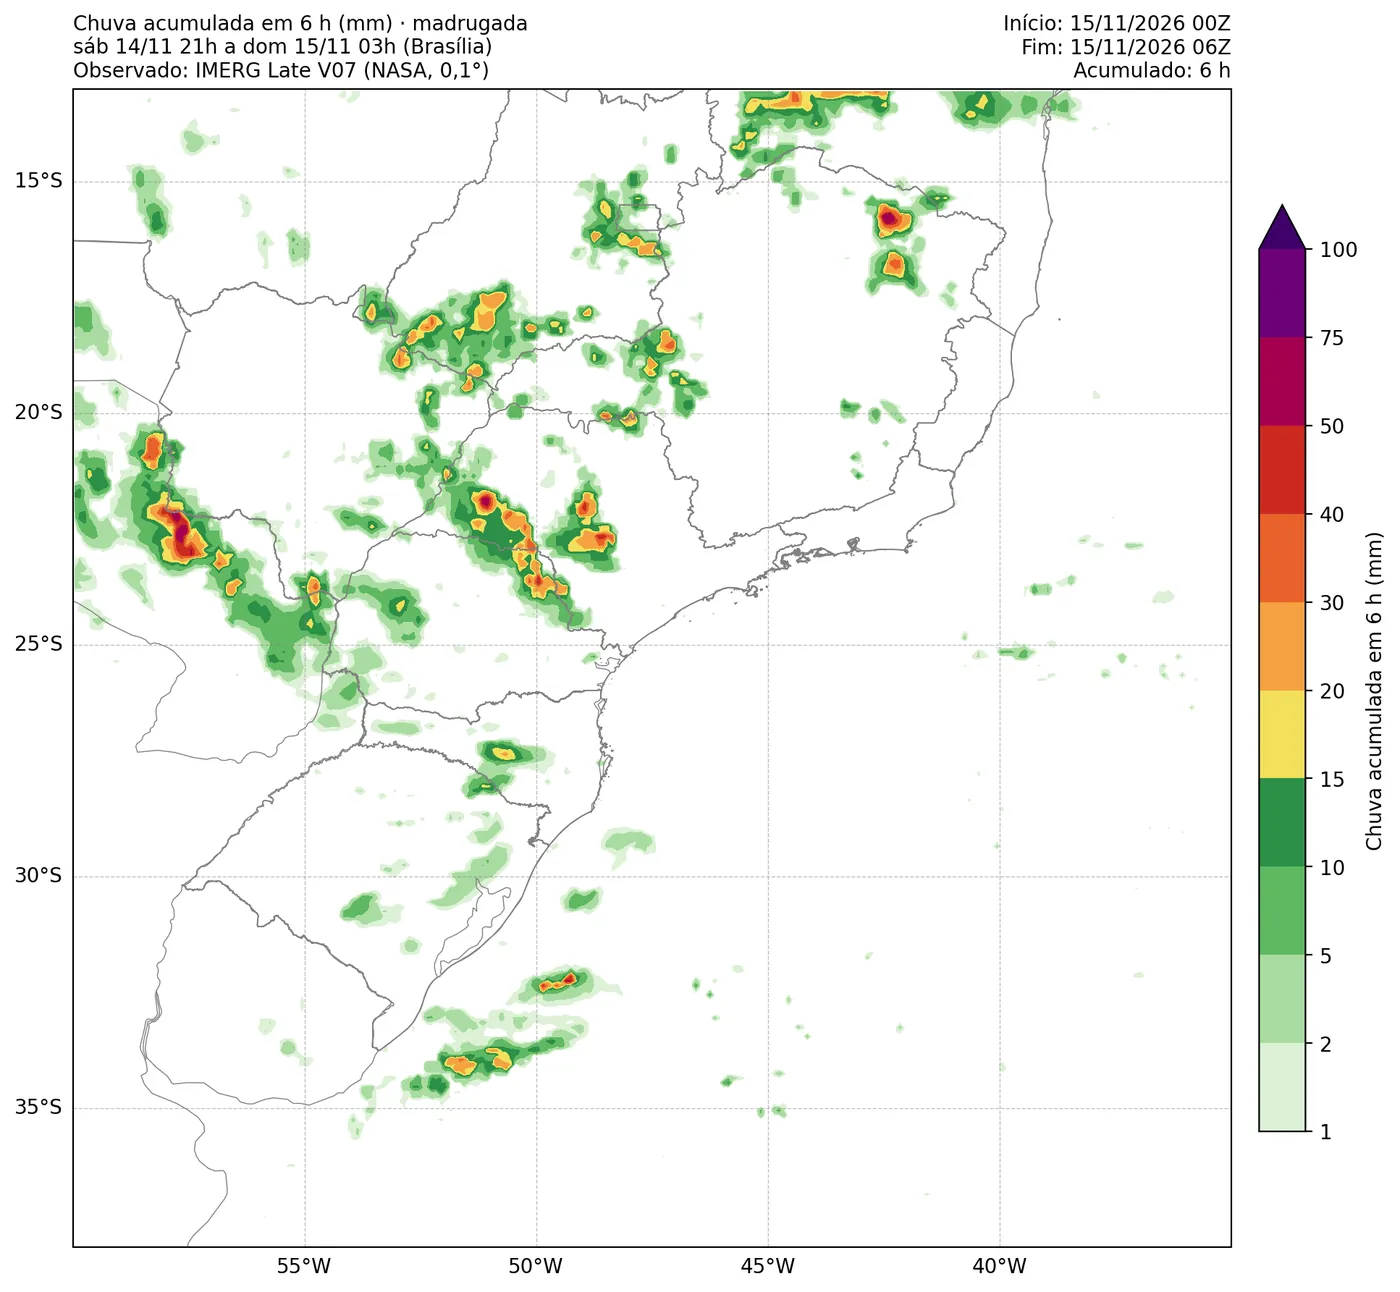 Chuva acumulada em 6 h (mm) · madrugada
sáb 14/11 21h a dom 15/11 03h (Brasília)
Observado: IMERG Late V07 (NASA, 0,1°)
Início: 15/11/2026 00Z
Fim: 15/11/2026 06Z
Acumulado: 6 h
15°S
20°S
25°S
30°S
35°S
55°W
50°W
45°W
40°W
100
75
50
40
30
20
15
10
5
2
1
Chuva acumulada em 6 h (mm)